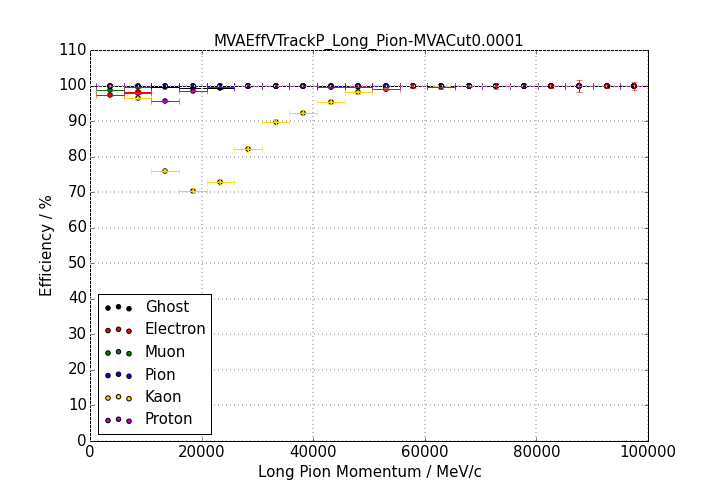 MVAEffVTrackP_Long_Pion-MVACut0.0001
110
100
90
80
70
60
50
40
30
20
10
0
Efficiency / %
Ghost
Electron
Muon
Pion
Kaon
Proton
0 20000 40000 60000 80000 100000
Long Pion Momentum / MeV/c